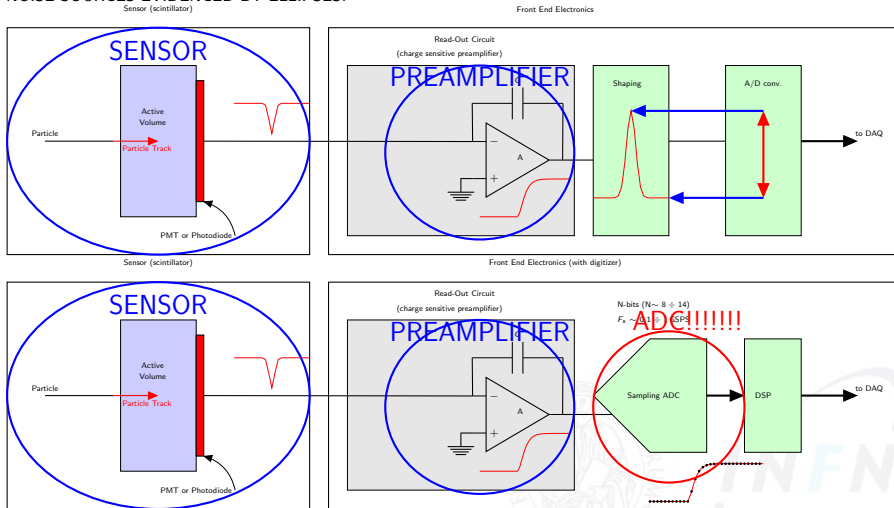 NOISE SOURCES EVIDENCED BY ELLIPSES.
Sensor (scintillator)
Front End Electronics
SENSOR
Read-Out Circuit
(charge sensitive preamplifier)
PREAMPLIFIER
C
Shaping
A/D conv.
Active
Volume
Particle
Particle Track
−
A
+
to DAQ
PMT or Photodiode
Sensor (scintillator)
Front End Electronics (with digitizer)
SENSOR
Read-Out Circuit
(charge sensitive preamplifier)
PREAMPLIFIER
C
N-bits (N∼ 8 ÷ 14)
ADC!!!!!!!
Active
Volume
Particle
Particle Track
−
A
+
Sampling ADC
DSP
to DAQ
PMT or Photodiode
INFN